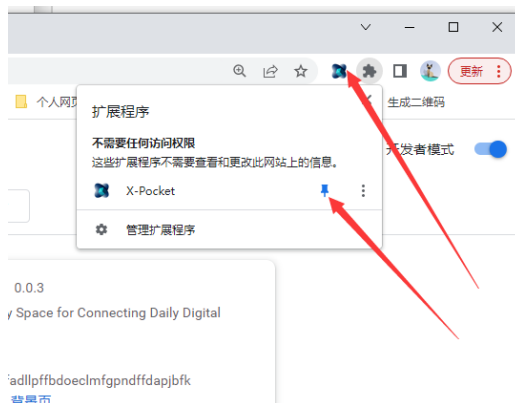 更新
个人网页
生成二维码
扩展程序
开发者模式
不需要任何访问权限
这些扩展程序不需要查看和更改此网站上的信息。
X-Pocket
管理扩展程序
0.0.3
y Space for Connecting Daily Digital
fadllpffbdoeclmfgpndffdapjbfk
背景页